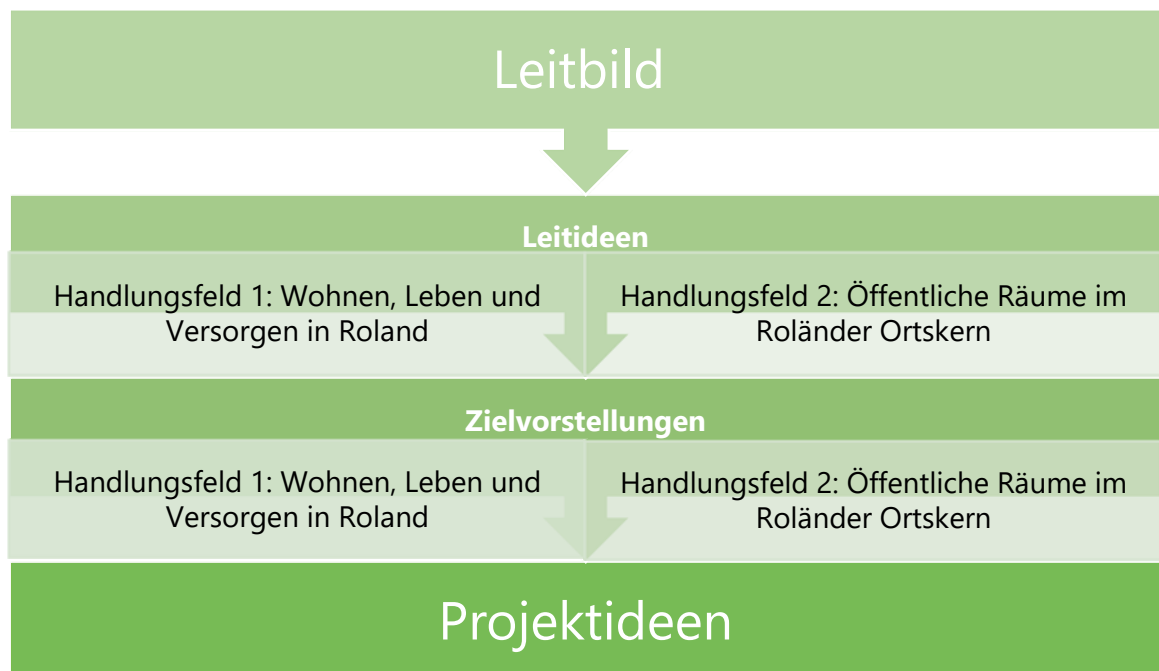 Leitbild
Leitideen
Handlungsfeld 1: Wohnen, Leben und
Versorgen in Roland
Handlungsfeld 2: Öffentliche Räume im
Roländer Ortskern
Zielvorstellungen
Handlungsfeld 1: Wohnen, Leben und
Versorgen in Roland
Handlungsfeld 2: Öffentliche Räume im
Roländer Ortskern
Projektideen